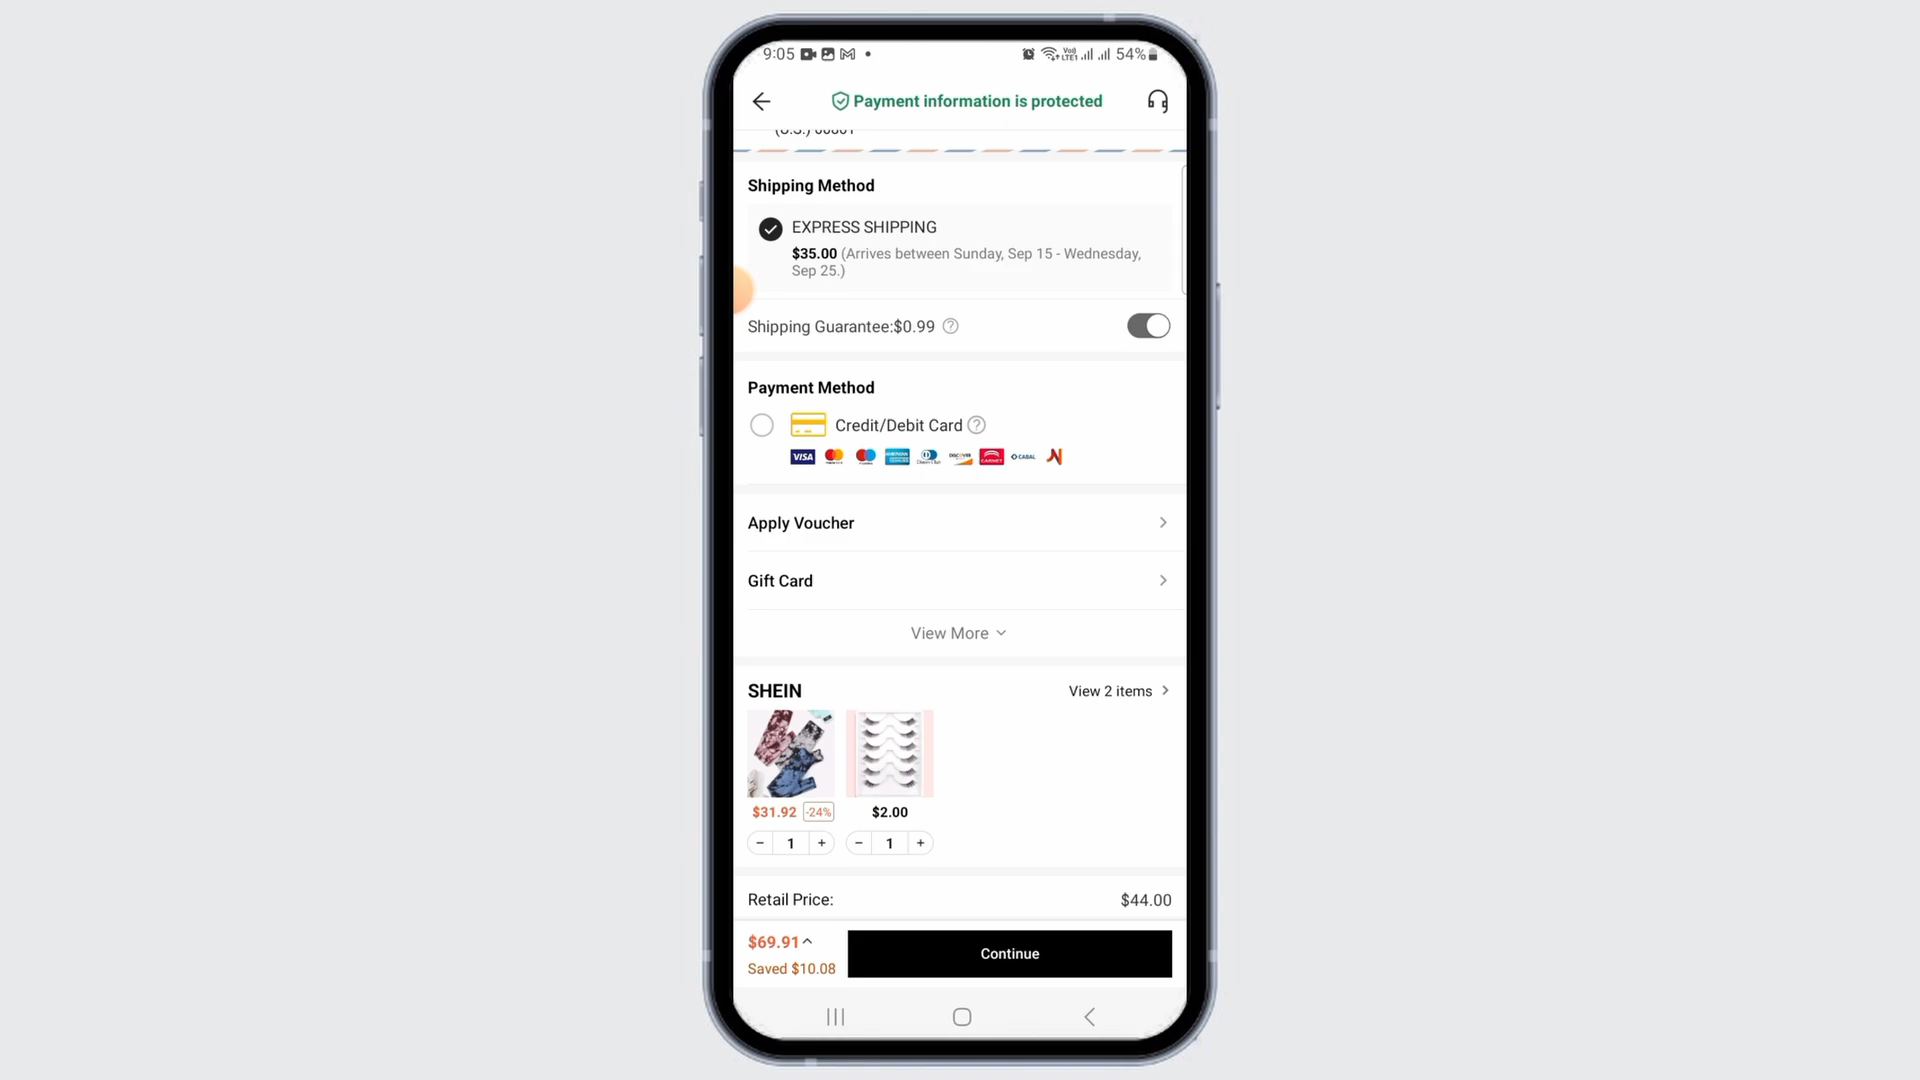 9:05
54%
Payment information is protected
Shipping Method
EXPRESS SHIPPING
$35.00 (Arrives between Sunday, Sep 15 - Wednesday,
Sep 25.)
Shipping Guarantee:$0.99
Payment Method
Credit/Debit Card
VISA
DISCOVER
CARNET
CABAL
Apply Voucher
Gift Card
View More
SHEIN
View 2 items
$31.92 -24%
$2.00
- 1 +
- 1 +
Retail Price:
$44.00
$69.91
Saved $10.08
Continue